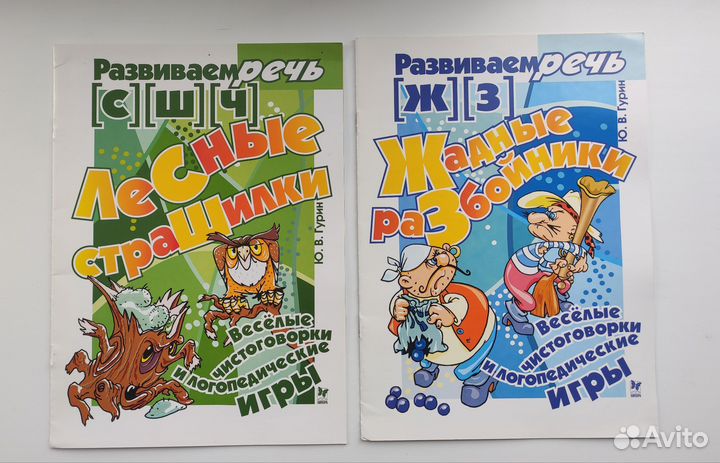 Развиваем речь
[с][ш][ч]
Лесные
страшилки
Ю. В. Гурин
Весёлые
чистоговорки
и логопедические
игры
Развиваем речь
[ж][з]
Жадные
разбойники
Ю. В. Гурин
Весёлые
чистоговорки
и логопедические
игры
Avito